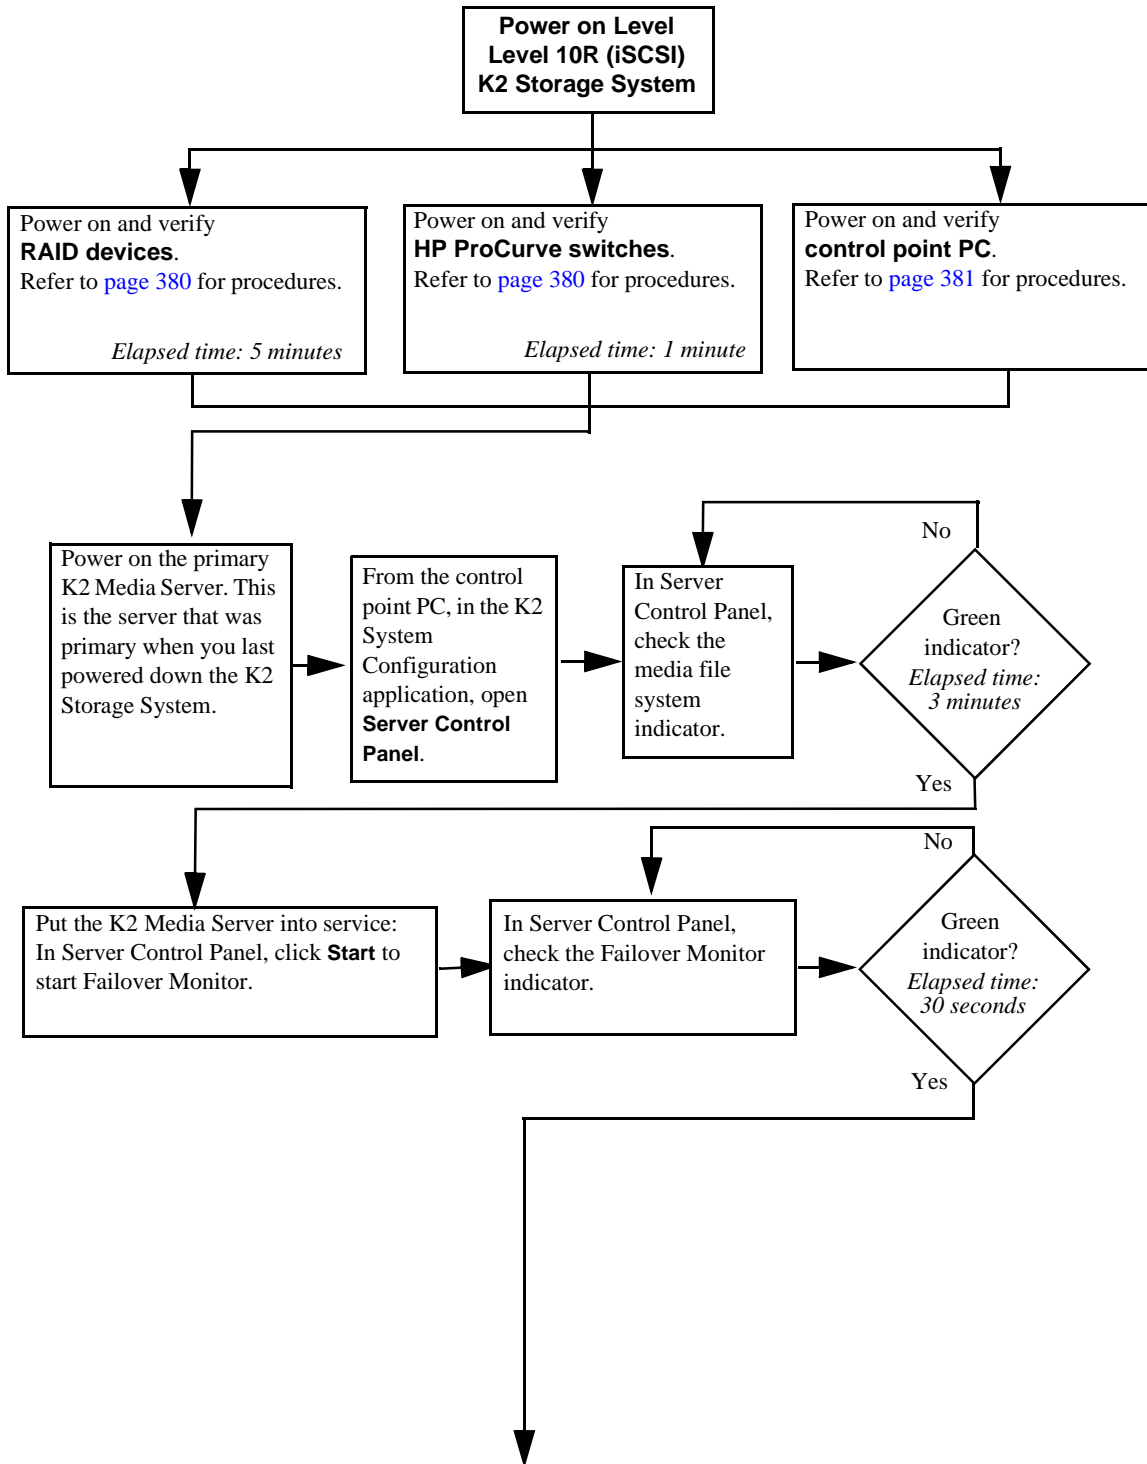 Power on Level
Level 10R (iSCSI)
K2 Storage System
Power on and verify
RAID devices.
Refer to page 380 for procedures.
Elapsed time: 5 minutes
Power on and verify
HP ProCurve switches.
Refer to page 380 for procedures.
Elapsed time: 1 minute
Power on and verify
control point PC.
Refer to page 381 for procedures.
Power on the primary
K2 Media Server. This
is the server that was
primary when you last
powered down the K2
Storage System.
From the control
point PC, in the K2
System
Configuration
application, open
Server Control
Panel.
In Server
Control Panel,
check the
media file
system
indicator.
No
Green
indicator?
Elapsed time:
3 minutes
Yes
Put the K2 Media Server into service:
In Server Control Panel, click Start to
start Failover Monitor.
In Server Control Panel,
check the Failover Monitor
indicator.
No
Green
indicator?
Elapsed time:
30 seconds
Yes